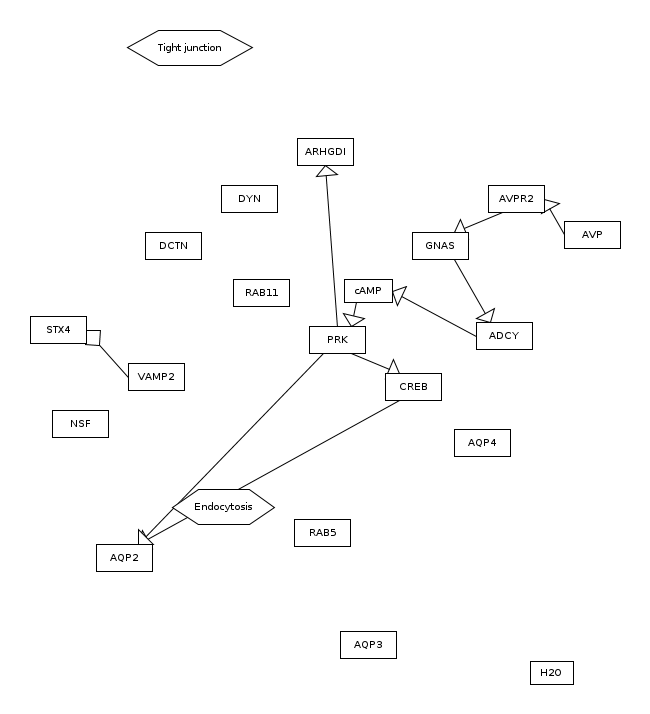 Tight junction
ARHGDI
DYN
AVPR2
AVP
DCTN
GNAS
RAB11
cAMP
STX4
PRK
ADCY
VAMP2
CREB
NSF
AQP4
Endocytosis
RAB5
AQP2
AQP3
H2O